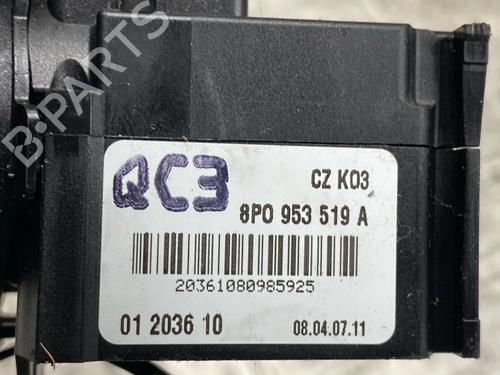 B-PARTS
QC3
CZ K03
8P0 953 519 A
20361080985925
01 2036 10
08.04.07.11